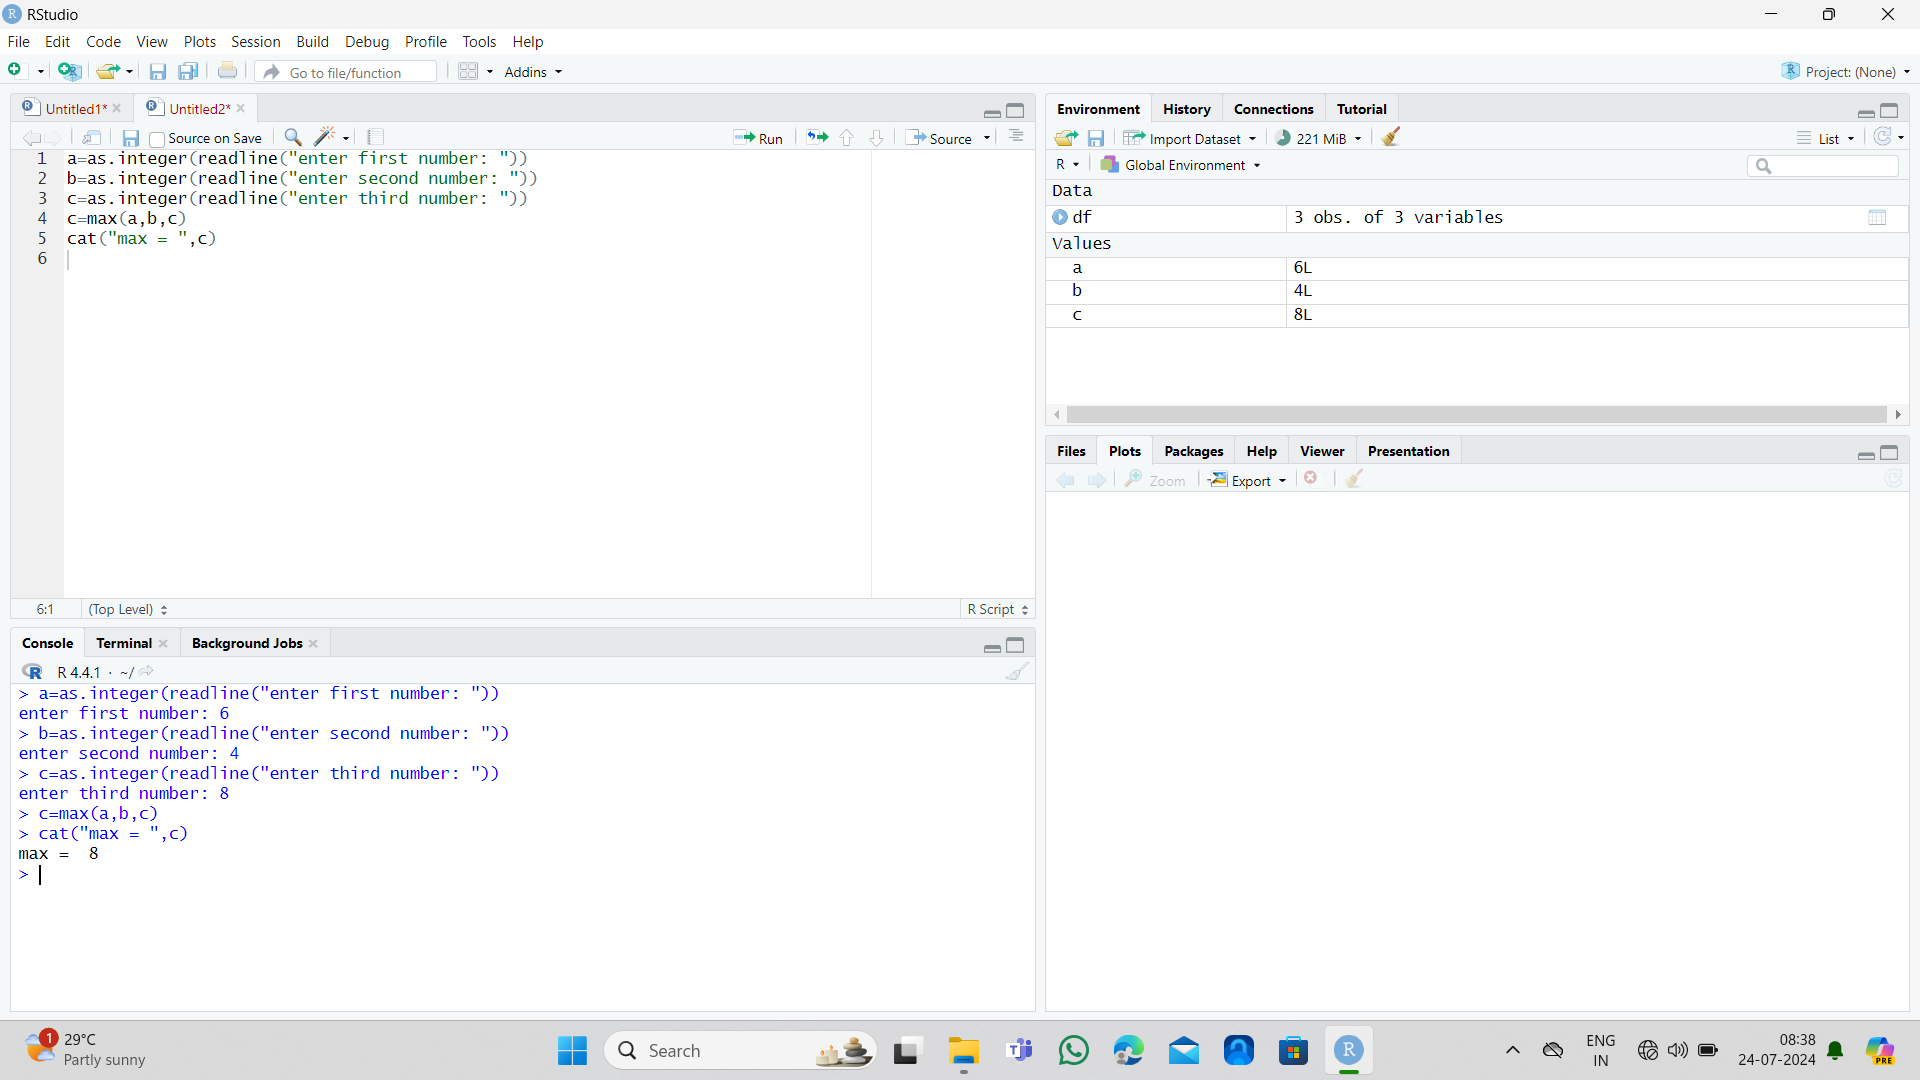 RStudio
File Edit Code View Plots Session Build Debug Profile Tools Help
Go to file/function Addins Project: (None)
Untitled1* Untitled2*
Source on Save Run Source
1 a=as.integer(readline("enter first number: "))
2 b=as.integer(readline("enter second number: "))
3 c=as.integer(readline("enter third number: "))
4 c=max(a,b,c)
5 cat("max = ",c)
6
6:1 (Top Level) R Script
Console Terminal Background Jobs
R 4.4.1 · ~/
> a=as.integer(readline("enter first number: "))
enter first number: 6
> b=as.integer(readline("enter second number: "))
enter second number: 4
> c=as.integer(readline("enter third number: "))
enter third number: 8
> c=max(a,b,c)
> cat("max = ",c)
max =  8
>
Environment History Connections Tutorial
Import Dataset 221 MiB List
R Global Environment
Data
df 3 obs. of 3 variables
Values
a 6L
b 4L
c 8L
Files Plots Packages Help Viewer Presentation
Zoom Export
1 29°C
Partly sunny
Search
ENG
IN
08:38
24-07-2024
PRE